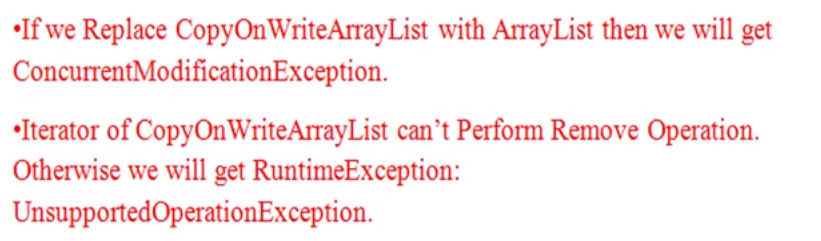 •If we Replace CopyOnWriteArrayList with ArrayList then we will get
ConcurrentModificationException.
•Iterator of CopyOnWriteArrayList can’t Perform Remove Operation.
Otherwise we will get RuntimeException:
UnsupportedOperationException.